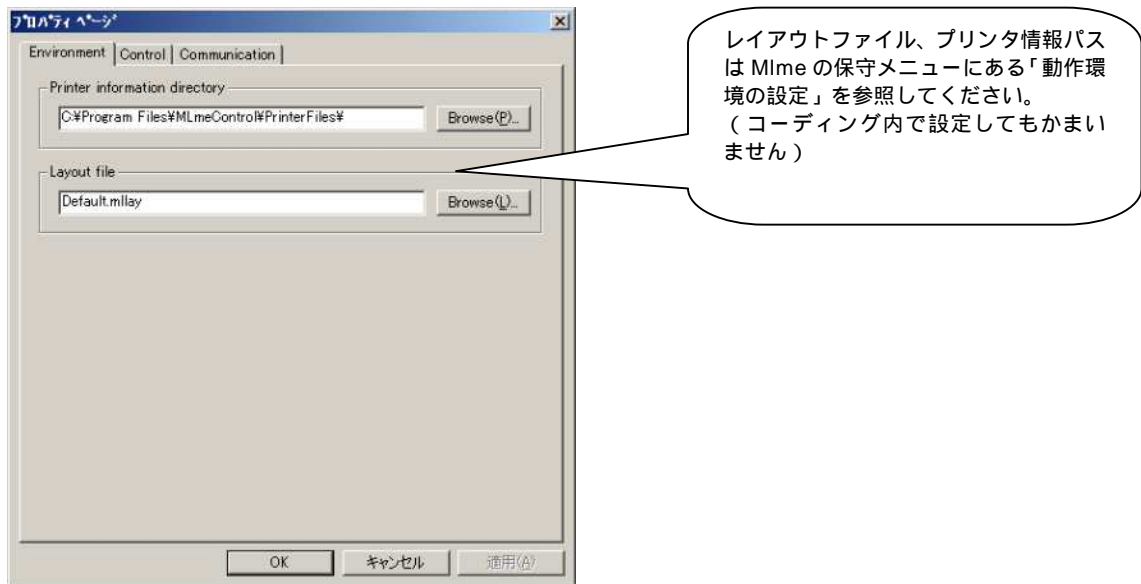 ﾌﾟﾛﾊﾟﾃｨ ﾍﾟｰｼﾞ
Environment Control Communication
Printer information directory
C:¥Program Files¥MLmeControl¥PrinterFiles¥ Browse(P)...
Layout file
Default.mllay Browse(L)...
OK キャンセル 適用(A)
レイアウトファイル、プリンタ情報パス
は Mlme の保守メニューにある「動作環
境の設定」を参照してください。
(コーディング内で設定してもかまい
ません)